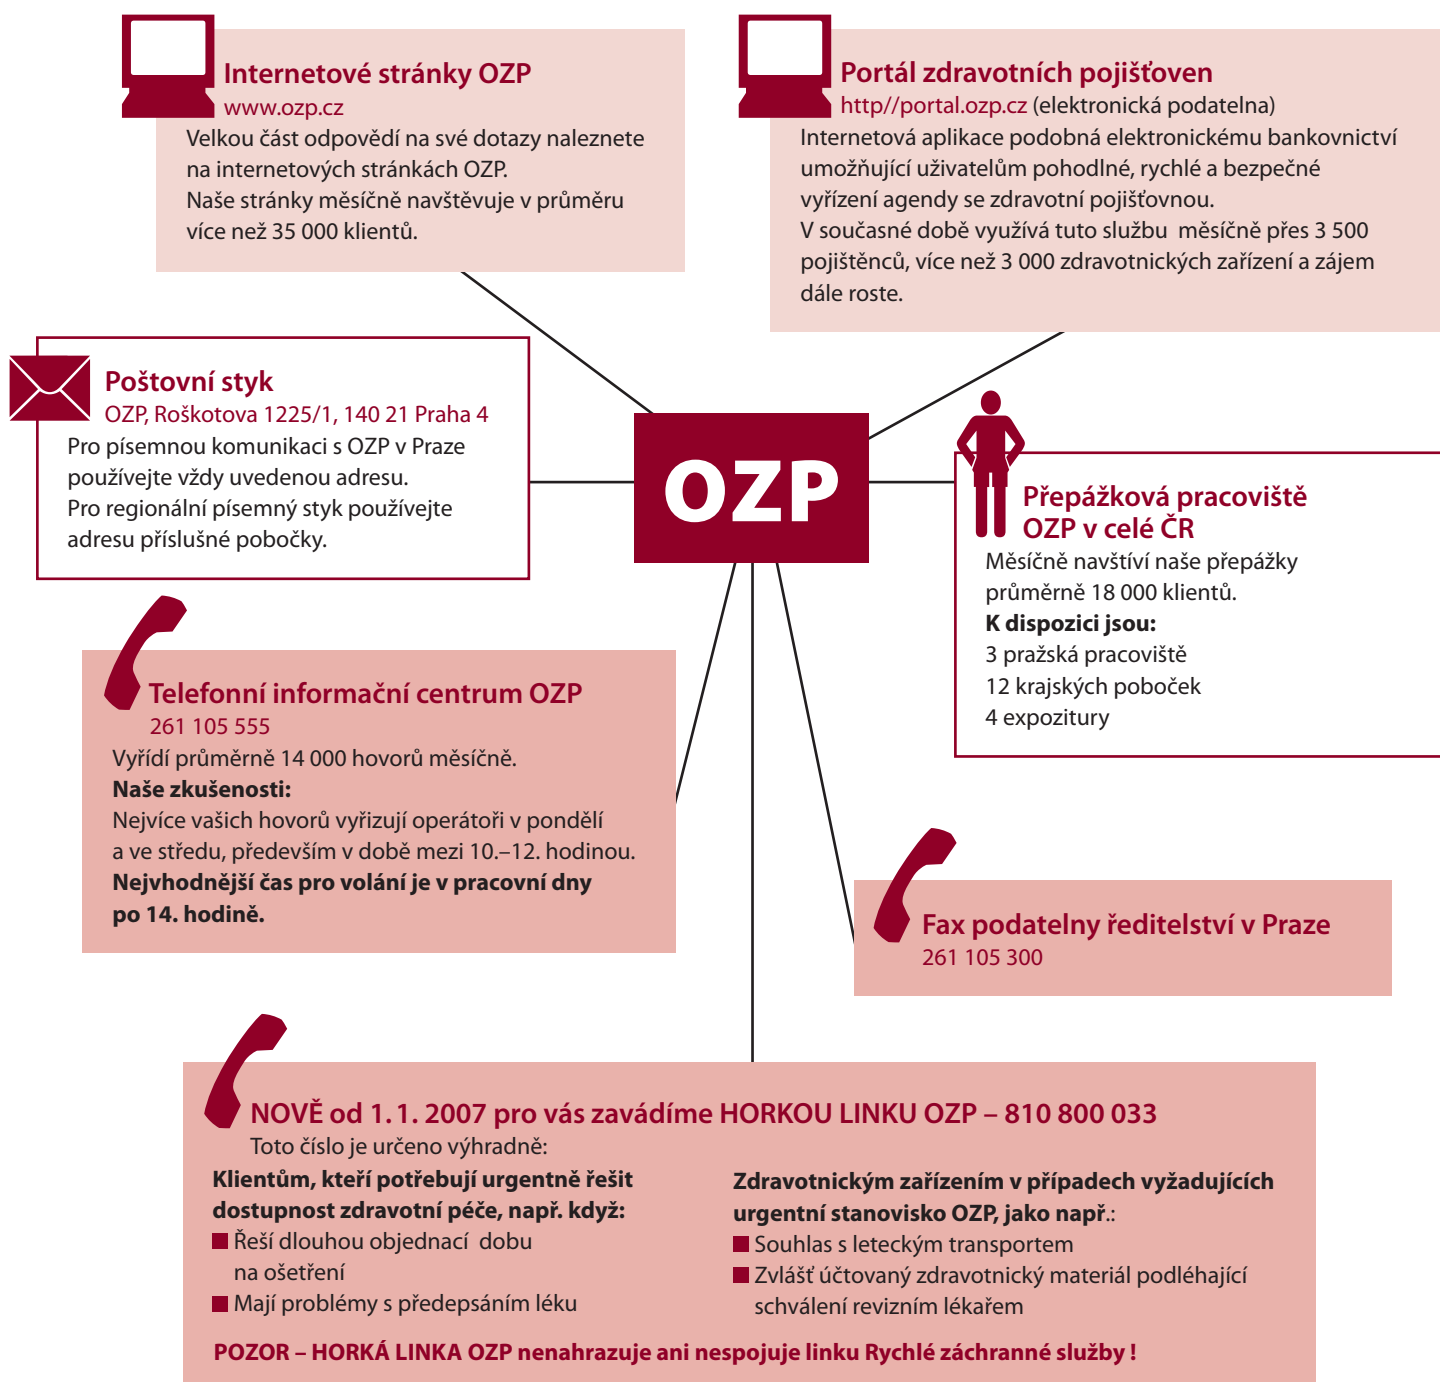 Internetové stránky OZP
www.ozp.cz
Velkou část odpovědí na své dotazy naleznete
na internetových stránkách OZP.
Naše stránky měsíčně navštěvuje v průměru
více než 35 000 klientů.
Portál zdravotních pojišťoven
http//portal.ozp.cz (elektronická podatelna)
Internetová aplikace podobná elektronickému bankovnictví
umožňující uživatelům pohodlné, rychlé a bezpečné
vyřízení agendy se zdravotní pojišťovnou.
V současné době využívá tuto službu  měsíčně přes 3 500
pojištěnců, více než 3 000 zdravotnických zařízení a zájem
dále roste.
Poštovní styk
OZP, Roškotova 1225/1, 140 21 Praha 4
Pro písemnou komunikaci s OZP v Praze
používejte vždy uvedenou adresu.
Pro regionální písemný styk používejte
adresu příslušné pobočky.
OZP
Přepážková pracoviště
OZP v celé ČR
Měsíčně navštíví naše přepážky
průměrně 18 000 klientů.
K dispozici jsou:
3 pražská pracoviště
12 krajských poboček
4 expozitury
Telefonní informační centrum OZP
261 105 555
Vyřídí průměrně 14 000 hovorů měsíčně.
Naše zkušenosti:
Nejvíce vašich hovorů vyřizují operátoři v pondělí
a ve středu, především v době mezi 10.–12. hodinou.
Nejvhodnější čas pro volání je v pracovní dny
po 14. hodině.
Fax podatelny ředitelství v Praze
261 105 300
NOVĚ od 1. 1. 2007 pro vás zavádíme HORKOU LINKU OZP – 810 800 033
Toto číslo je určeno výhradně:
Klientům, kteří potřebují urgentně řešit
dostupnost zdravotní péče, např. když:
Řeší dlouhou objednací  dobu
na ošetření
Mají problémy s předepsáním léku
Zdravotnickým zařízením v případech vyžadujících
urgentní stanovisko OZP, jako např.:
Souhlas s leteckým transportem
Zvlášť účtovaný zdravotnický materiál podléhající
schválení revizním lékařem
POZOR – HORKÁ LINKA OZP nenahrazuje ani nespojuje linku Rychlé záchranné služby !